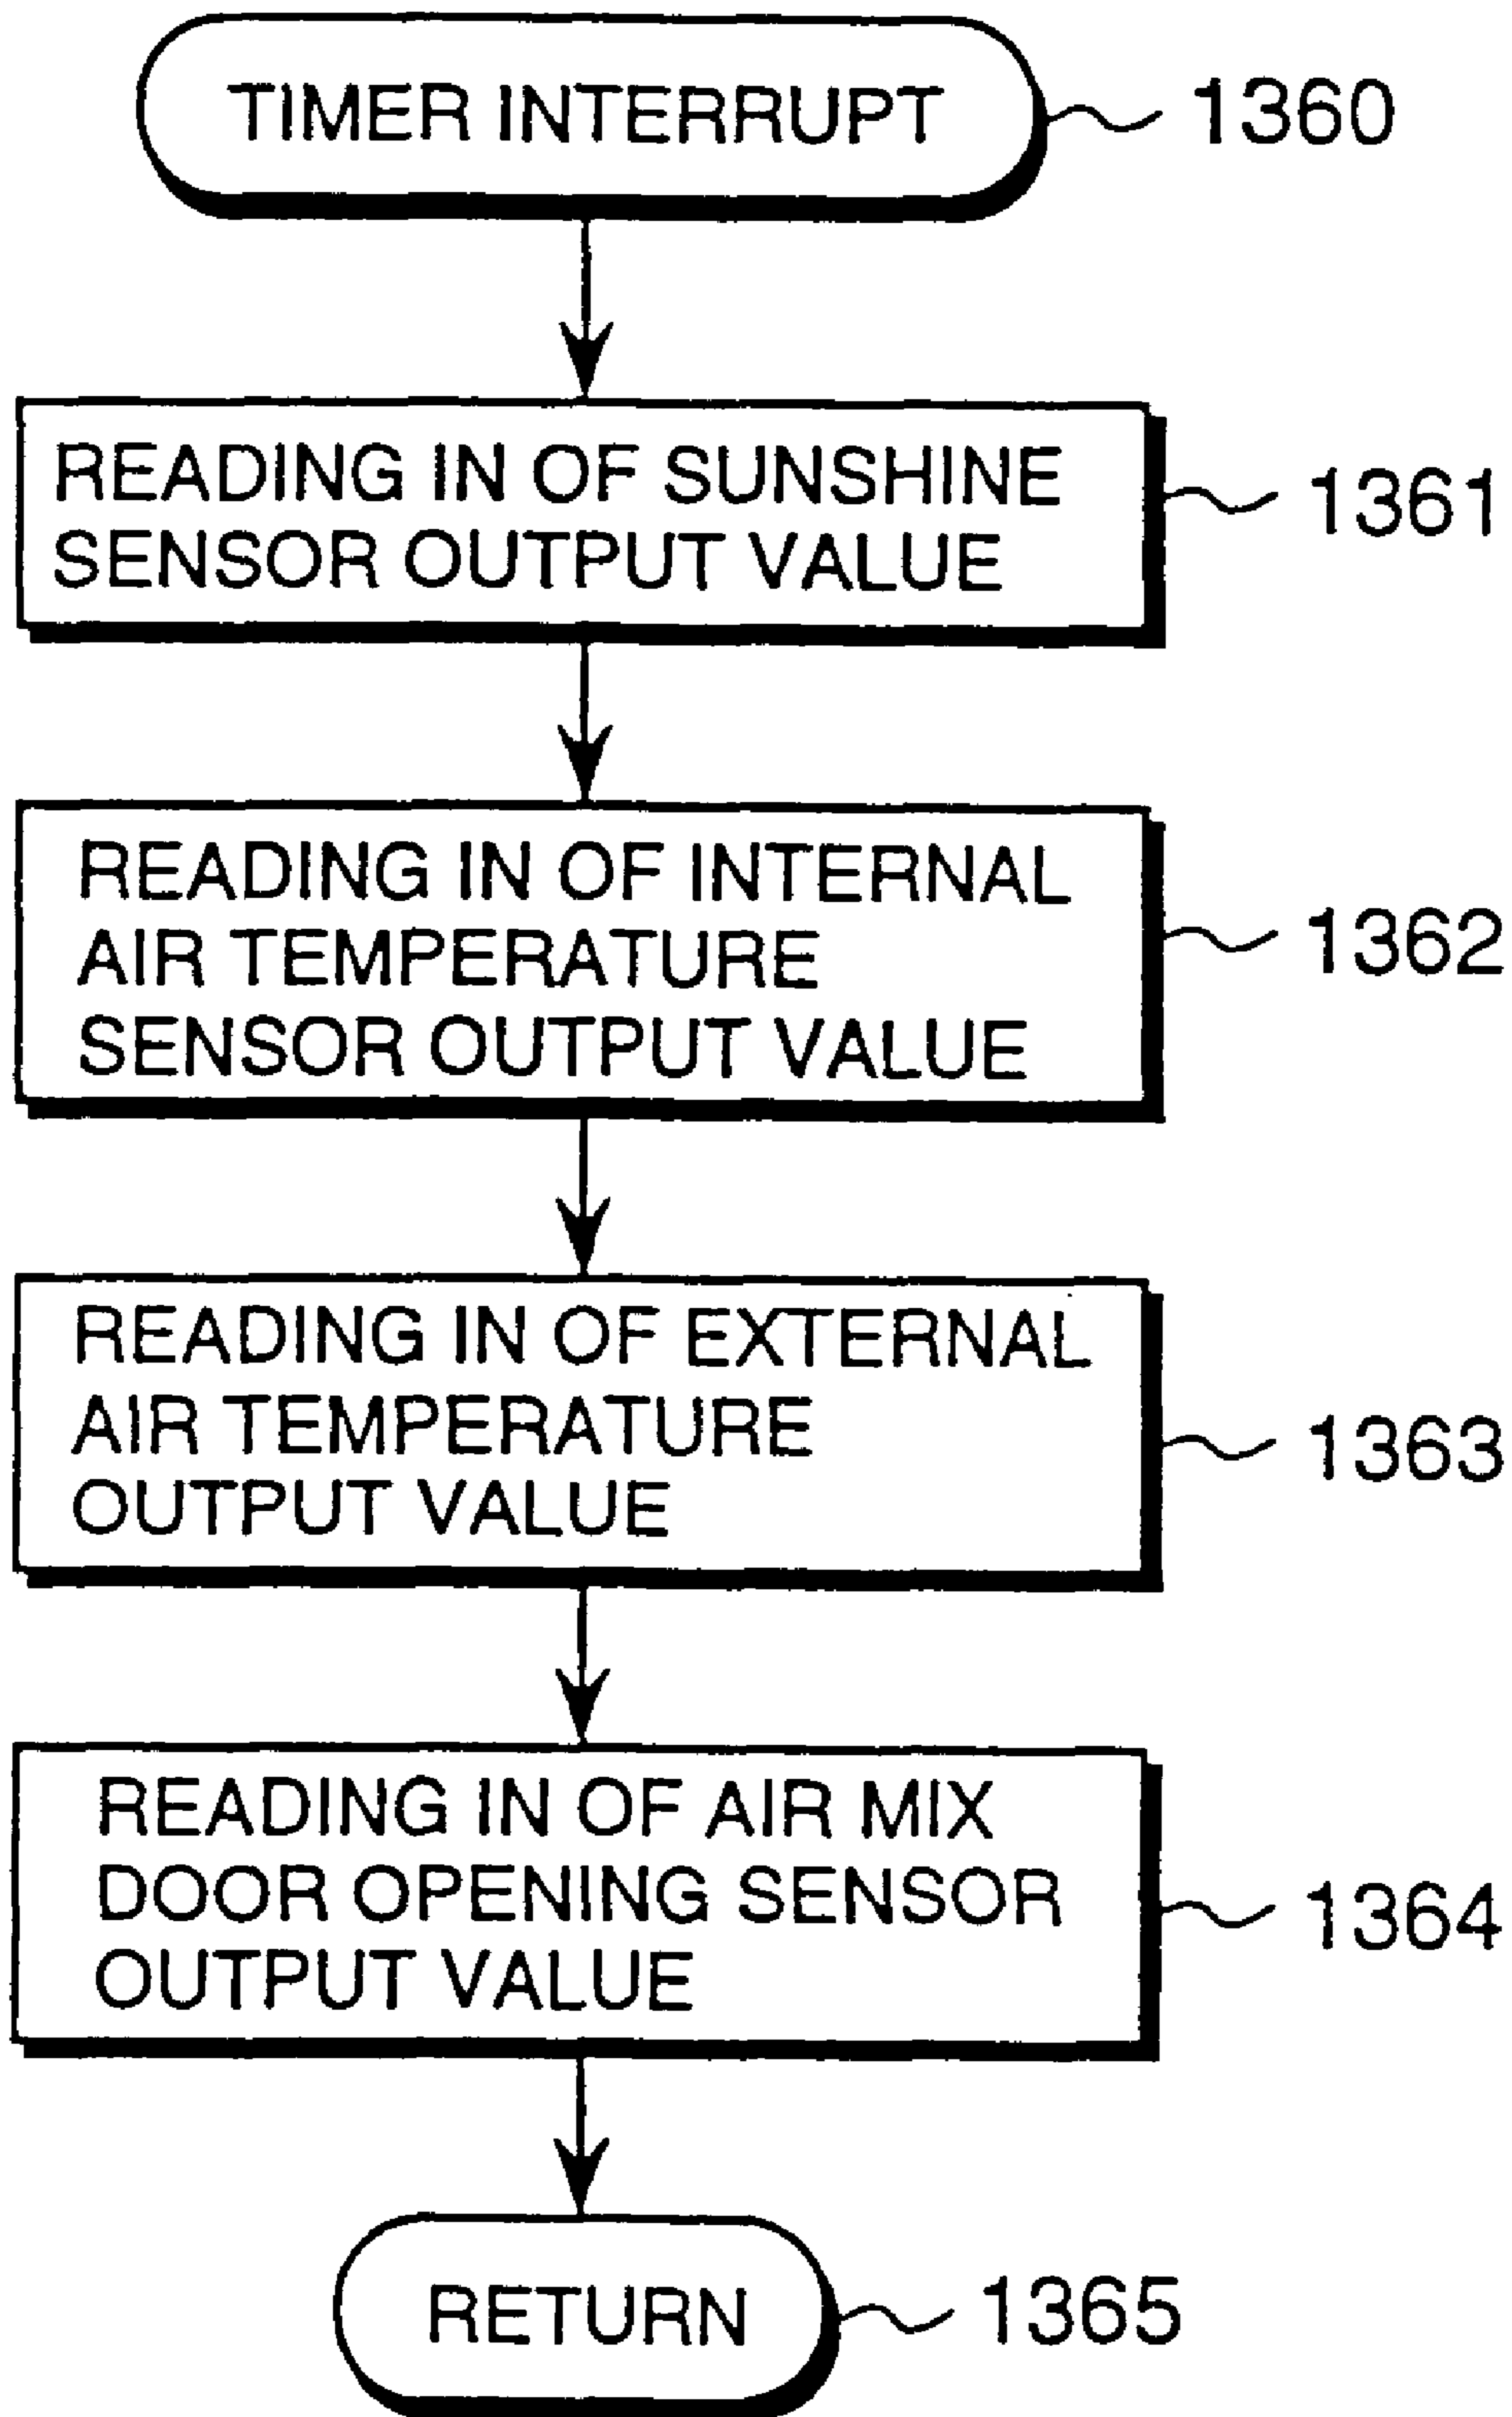 TIMER INTERRUPT
1360
READING IN OF SUNSHINE
SENSOR OUTPUT VALUE
1361
READING IN OF INTERNAL
AIR TEMPERATURE
SENSOR OUTPUT VALUE
1362
READING IN OF EXTERNAL
AIR TEMPERATURE
OUTPUT VALUE
1363
READING IN OF AIR MIX
DOOR OPENING SENSOR
OUTPUT VALUE
1364
RETURN
1365